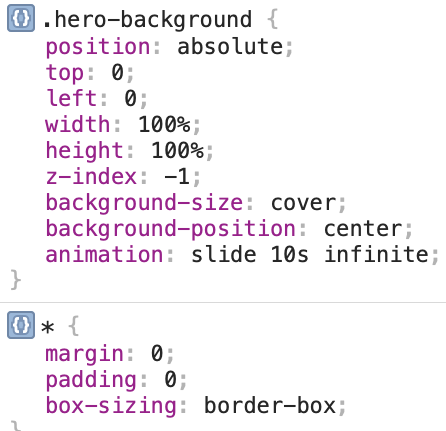 .hero-background {
position: absolute;
top: 0;
left: 0;
width: 100%;
height: 100%;
z-index: -1;
background-size: cover;
background-position: center;
animation: slide 10s infinite;
}
* {
margin: 0;
padding: 0;
box-sizing: border-box;
}